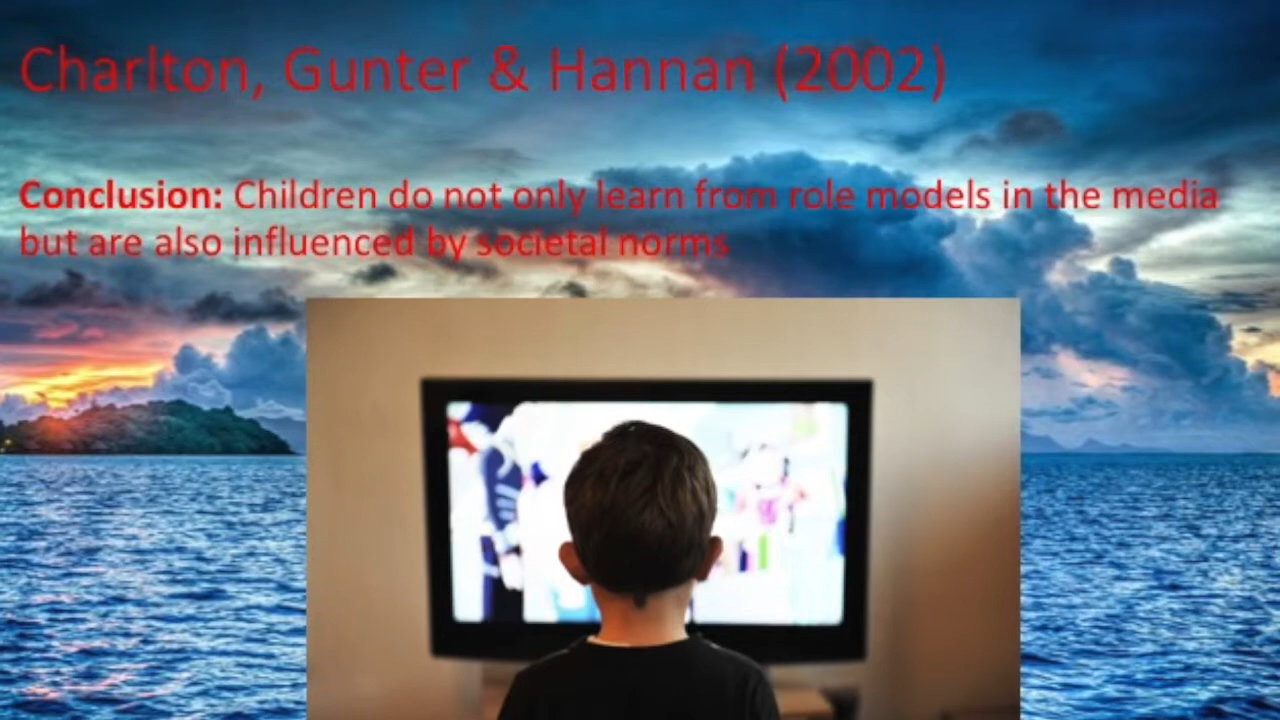 Charlton, Gunter & Hannan (2002)
Conclusion: Children do not only learn from role models in the media
but are also influenced by societal norms